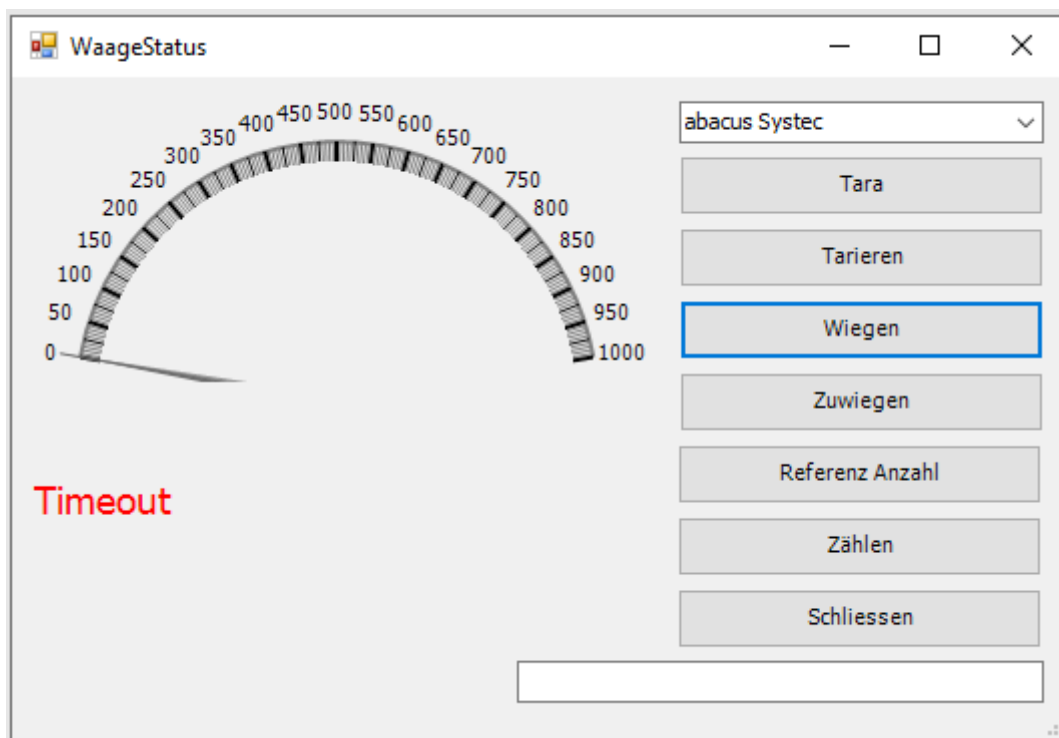 WaageStatus
0
50
100
150
200
250
300
350
400
450
500
550
600
650
700
750
800
850
900
950
1000
Timeout
abacus Systec
Tara
Tarieren
Wiegen
Zuwiegen
Referenz Anzahl
Zählen
Schliessen